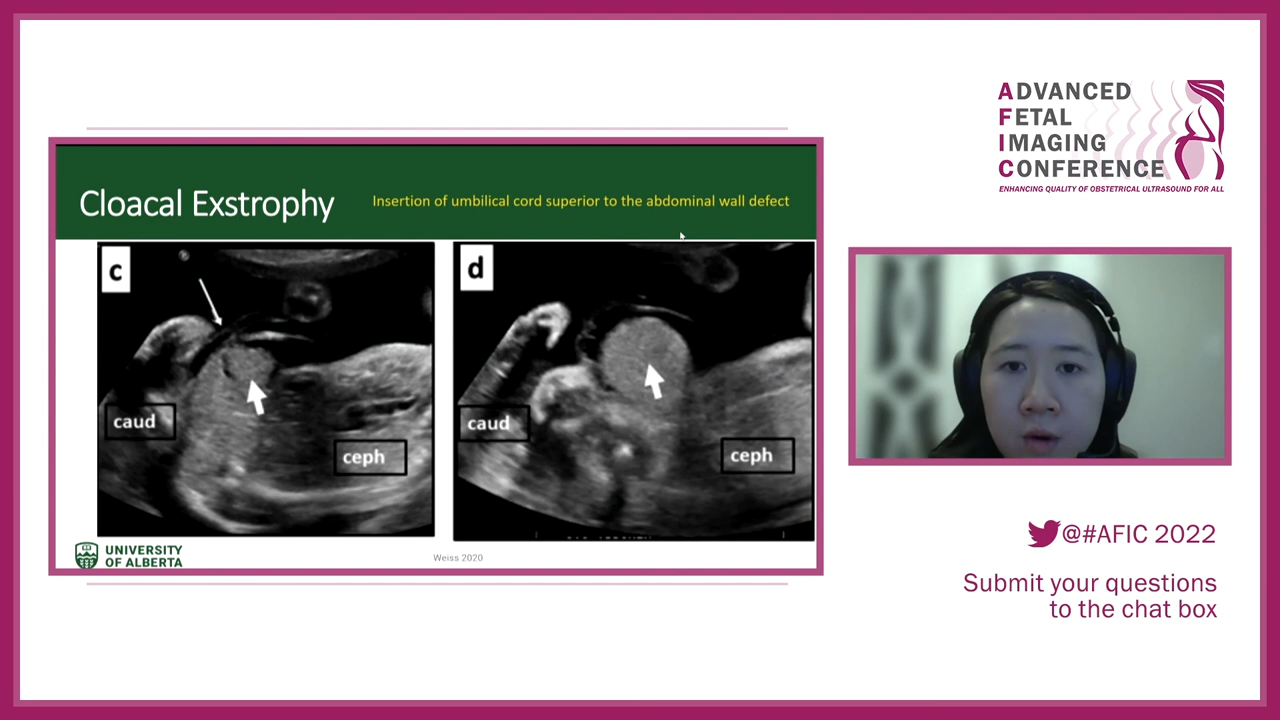 ADVANCED
FETAL
IMAGING
CONFERENCE
ENHANCING QUALITY OF OBSTETRICAL ULTRASOUND FOR ALL
Cloacal Exstrophy
Insertion of umbilical cord superior to the abdominal wall defect
c
d
caud
ceph
caud
ceph
UNIVERSITY
OF ALBERTA
Weiss 2020
@#AFIC 2022
Submit your questions
to the chat box